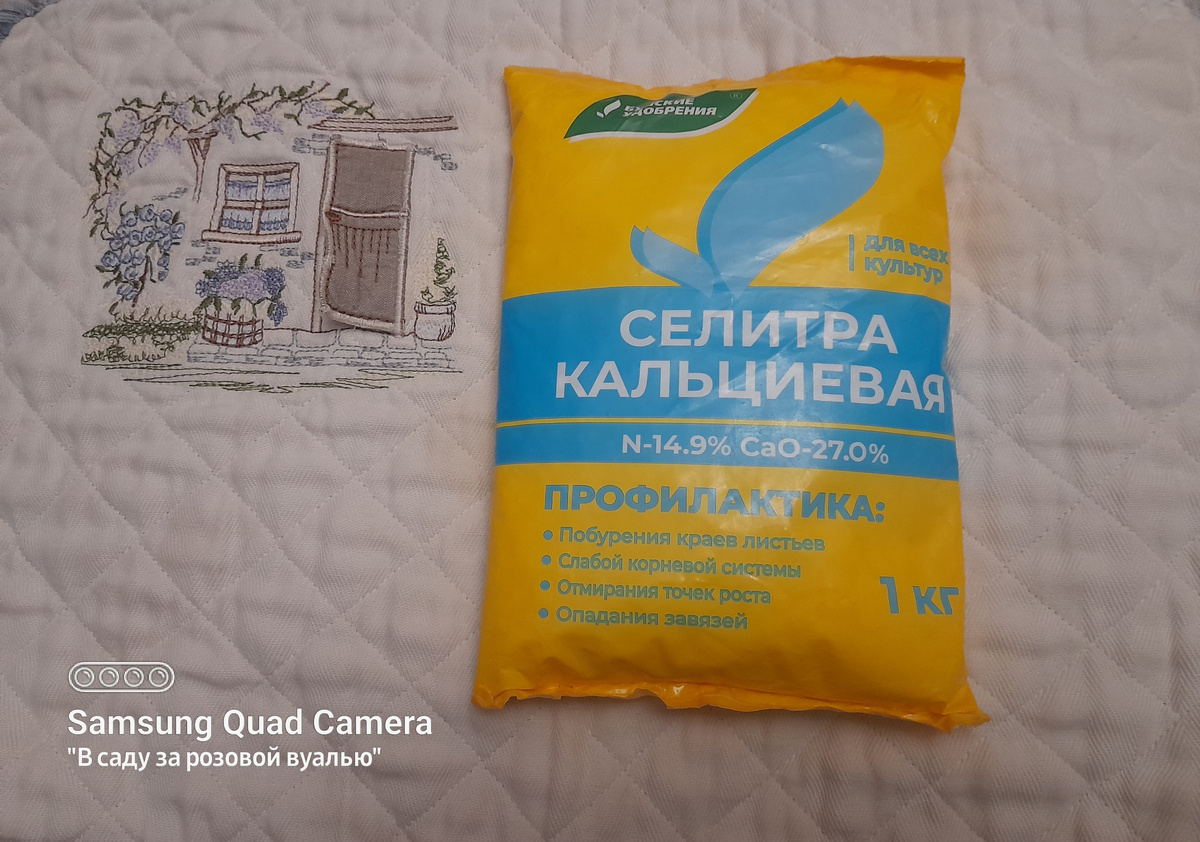 УДОБРЕНИЯ
для всех
культур
СЕЛИТРА
КАЛЬЦИЕВАЯ
N-14.9% CaO-27.0%
ПРОФИЛАКТИКА:
• Побурения краев листьев
• Слабой корневой системы
• Отмирания точек роста
• Опадания завязей
1 кг
Samsung Quad Camera
"В саду за розовой вуалью"